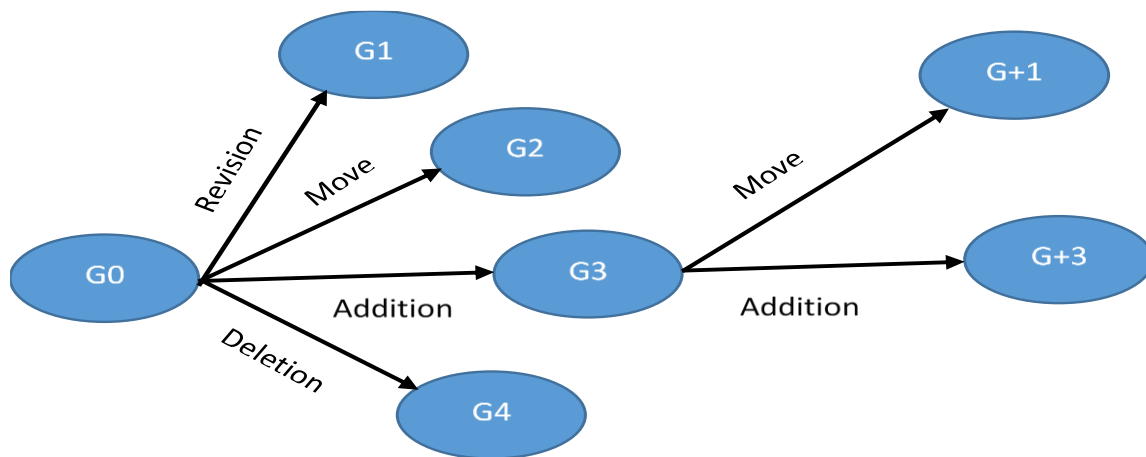 G1
G+1
G2
Revision
Move
Move
G0
G3
G+3
Addition
Addition
Deletion
G4